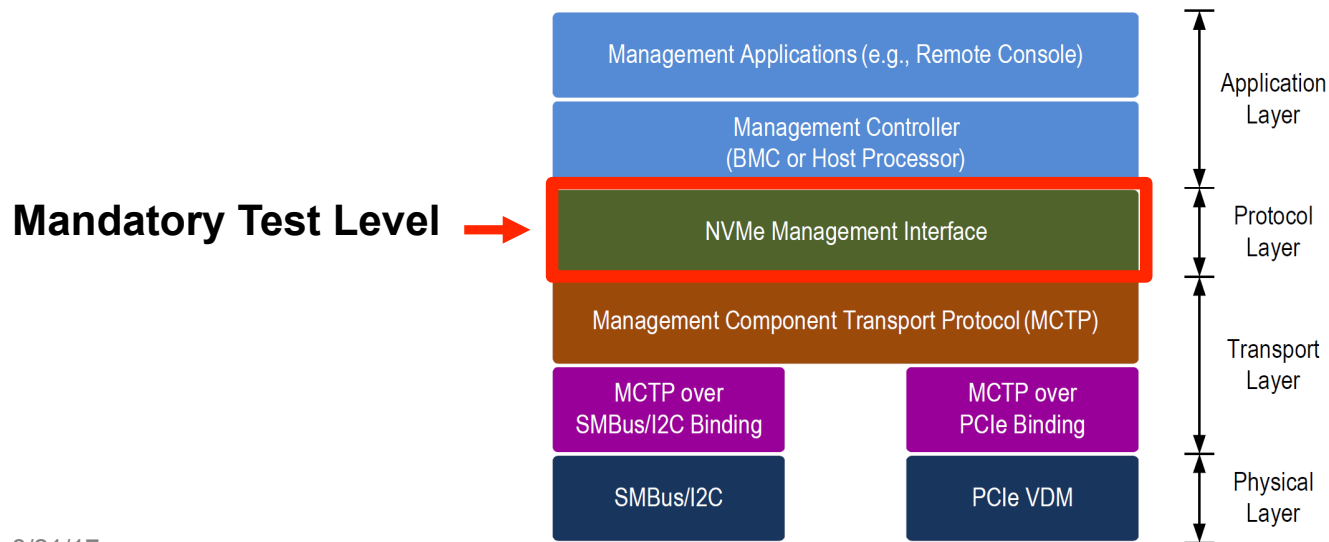 Management Applications (e.g., Remote Console)
Management Controller
(BMC or Host Processor)
Application
Layer
Mandatory Test Level
NVMe Management Interface
Protocol
Layer
Management Component Transport Protocol (MCTP)
Transport
Layer
MCTP over
SMBus/I2C Binding
MCTP over
PCIe Binding
SMBus/I2C
PCIe VDM
Physical
Layer